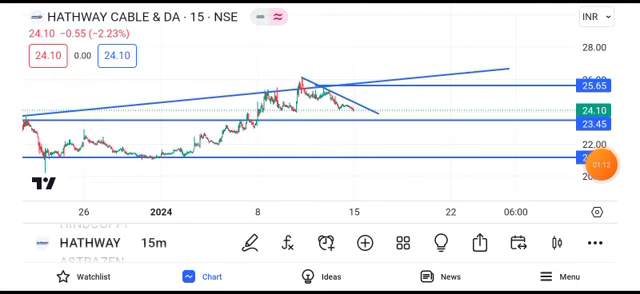 HATHWAY CABLE & DA · 15 · NSE
INR
24.10 −0.55 (−2.23%)
24.10 0.00 24.10
28.00
25.65
24.10
23.45
22.00
01:13
26 2024 8 15 22 06:00
HATHWAY 15m
Watchlist Chart Ideas News Menu